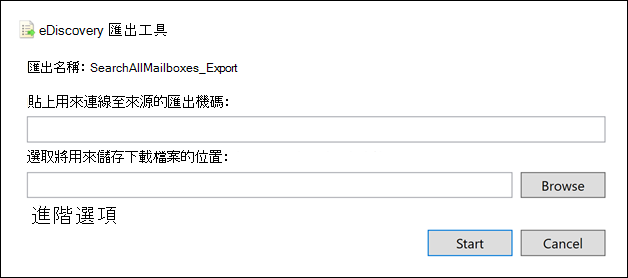 eDiscovery 匯出工具
匯出名稱: SearchAllMailboxes_Export
貼上用來連線至來源的匯出機碼:
選取將用來儲存下載檔案的位置:
Browse
進階選項
Start Cancel